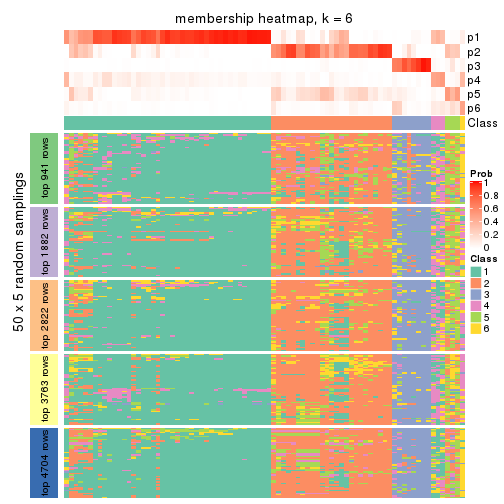 membership heatmap, k = 6
p1
p2
p3
p4
p5
p6
Class
50 x 5 random samplings
top 941 rows
top 1882 rows
top 2822 rows
top 3763 rows
top 4704 rows
Prob
1
0.8
0.6
0.4
0.2
0
Class
1
2
3
4
5
6